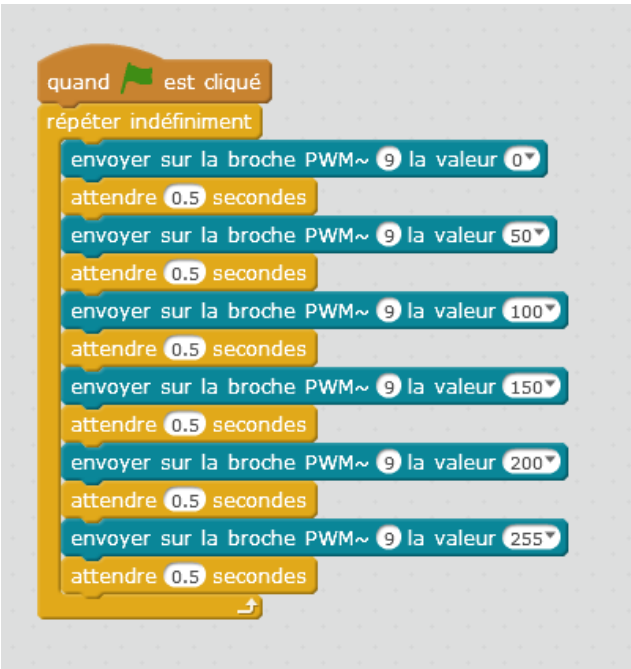 quand est cliqué
répéter indéfiniment
envoyer sur la broche PWM~ 9 la valeur 0
attendre 0.5 secondes
envoyer sur la broche PWM~ 9 la valeur 50
attendre 0.5 secondes
envoyer sur la broche PWM~ 9 la valeur 100
attendre 0.5 secondes
envoyer sur la broche PWM~ 9 la valeur 150
attendre 0.5 secondes
envoyer sur la broche PWM~ 9 la valeur 200
attendre 0.5 secondes
envoyer sur la broche PWM~ 9 la valeur 255
attendre 0.5 secondes